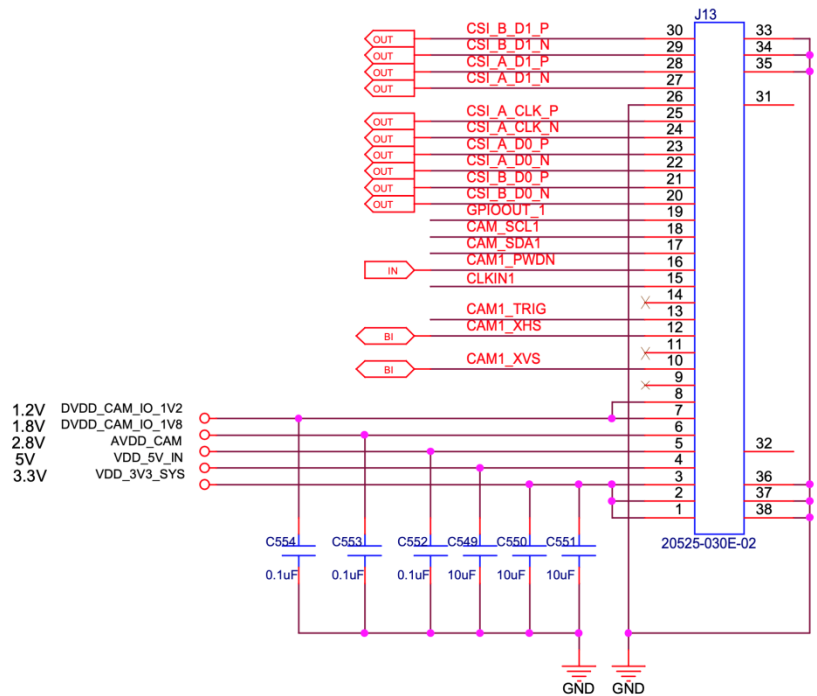 J13
CSI_B_D1_P 30 33
OUT CSI_B_D1_N 29 34
OUT CSI_A_D1_P 28 35
OUT CSI_A_D1_N 27
OUT 26 31
CSI_A_CLK_P 25
OUT CSI_A_CLK_N 24
OUT CSI_A_D0_P 23
OUT CSI_A_D0_N 22
OUT CSI_B_D0_P 21
OUT CSI_B_D0_N 20
OUT GPIOOUT_1 19
CAM_SCL1 18
CAM_SDA1 17
CAM1_PWDN 16
IN CLKIN1 15
14
CAM1_TRIG 13
CAM1_XHS 12
BI 11
CAM1_XVS 10
BI 9
8
1.2V DVDD_CAM_IO_1V2 7
1.8V DVDD_CAM_IO_1V8 6
2.8V AVDD_CAM 5 32
5V VDD_5V_IN 4
3.3V VDD_3V3_SYS 3 36
2 37
1 38
C554 C553 C552 C549 C550 C551 20525-030E-02
0.1uF 0.1uF 0.1uF 10uF 10uF 10uF
GND GND